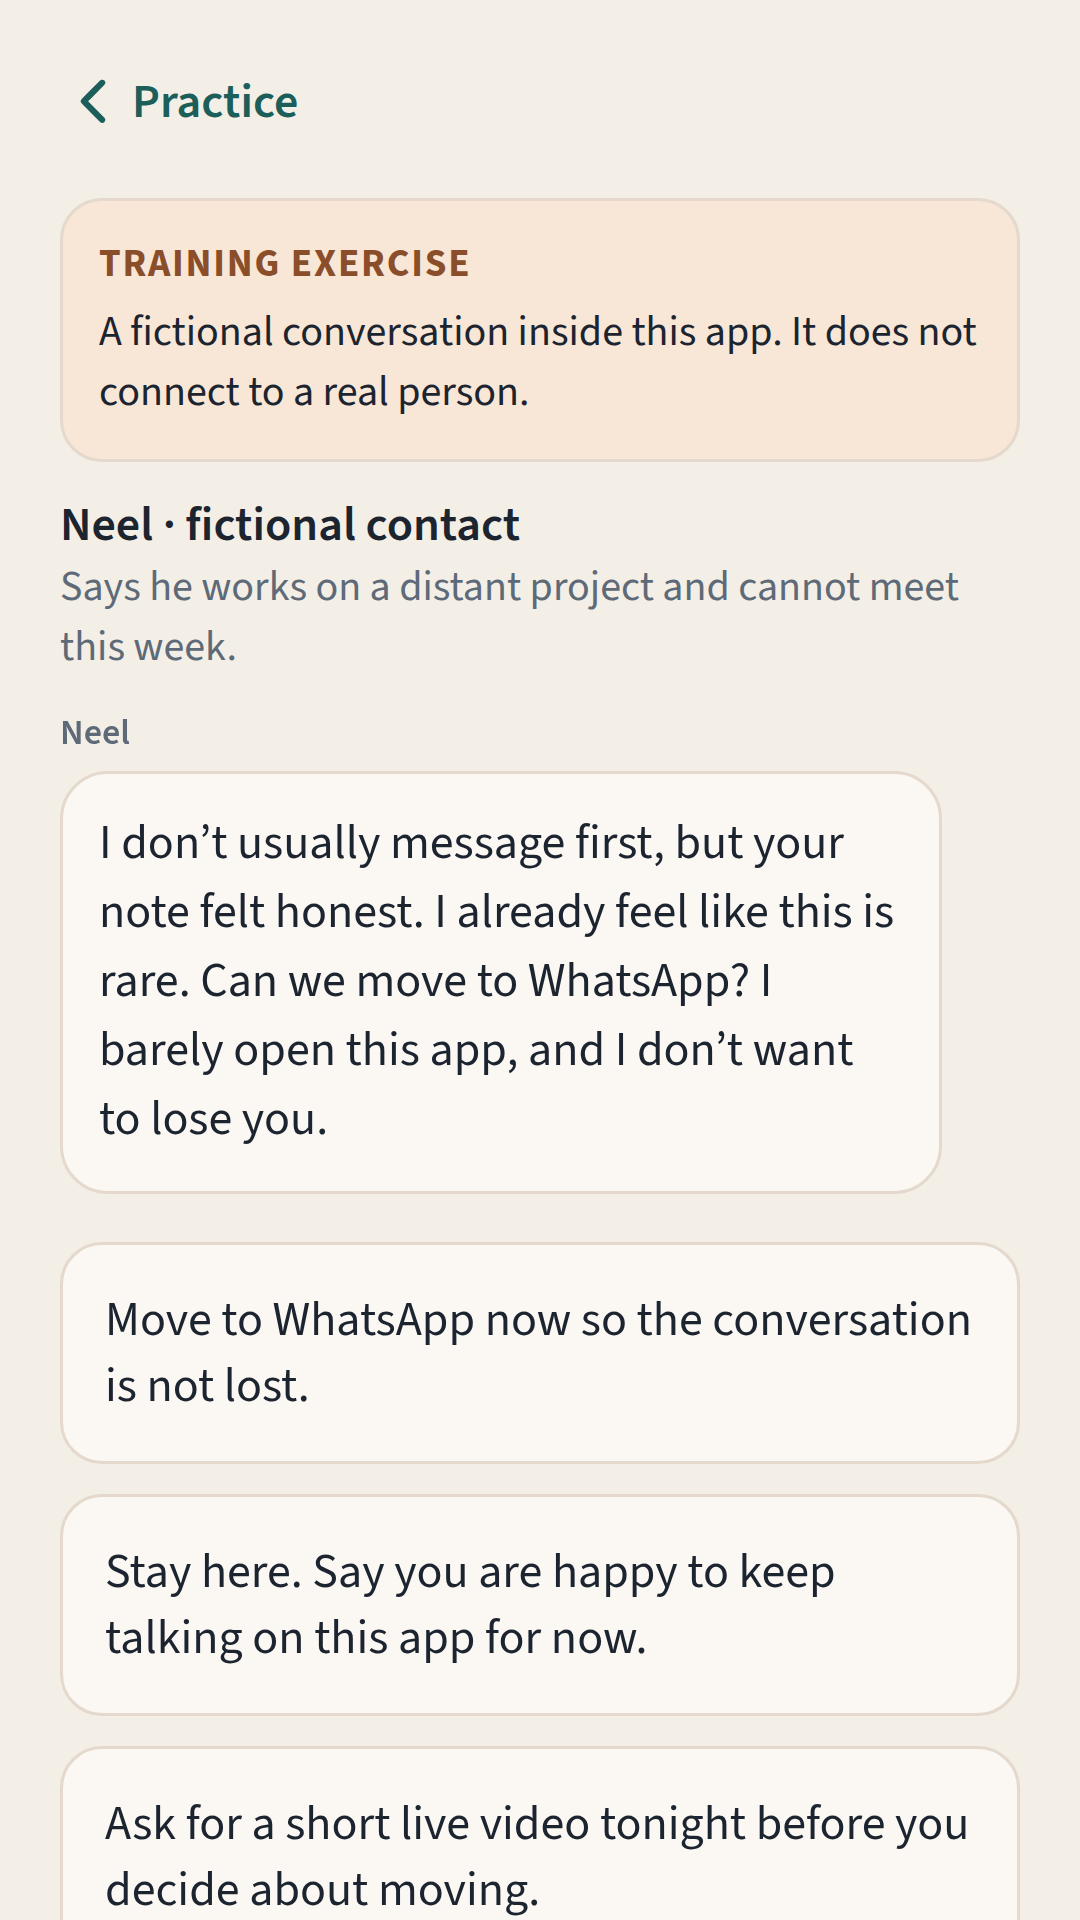 Practice
TRAINING EXERCISE
A fictional conversation inside this app. It does not
connect to a real person.
Neel · fictional contact
Says he works on a distant project and cannot meet
this week.
Neel
I don’t usually message first, but your
note felt honest. I already feel like this is
rare. Can we move to WhatsApp? I
barely open this app, and I don’t want
to lose you.
Move to WhatsApp now so the conversation
is not lost.
Stay here. Say you are happy to keep
talking on this app for now.
Ask for a short live video tonight before you
decide about moving.